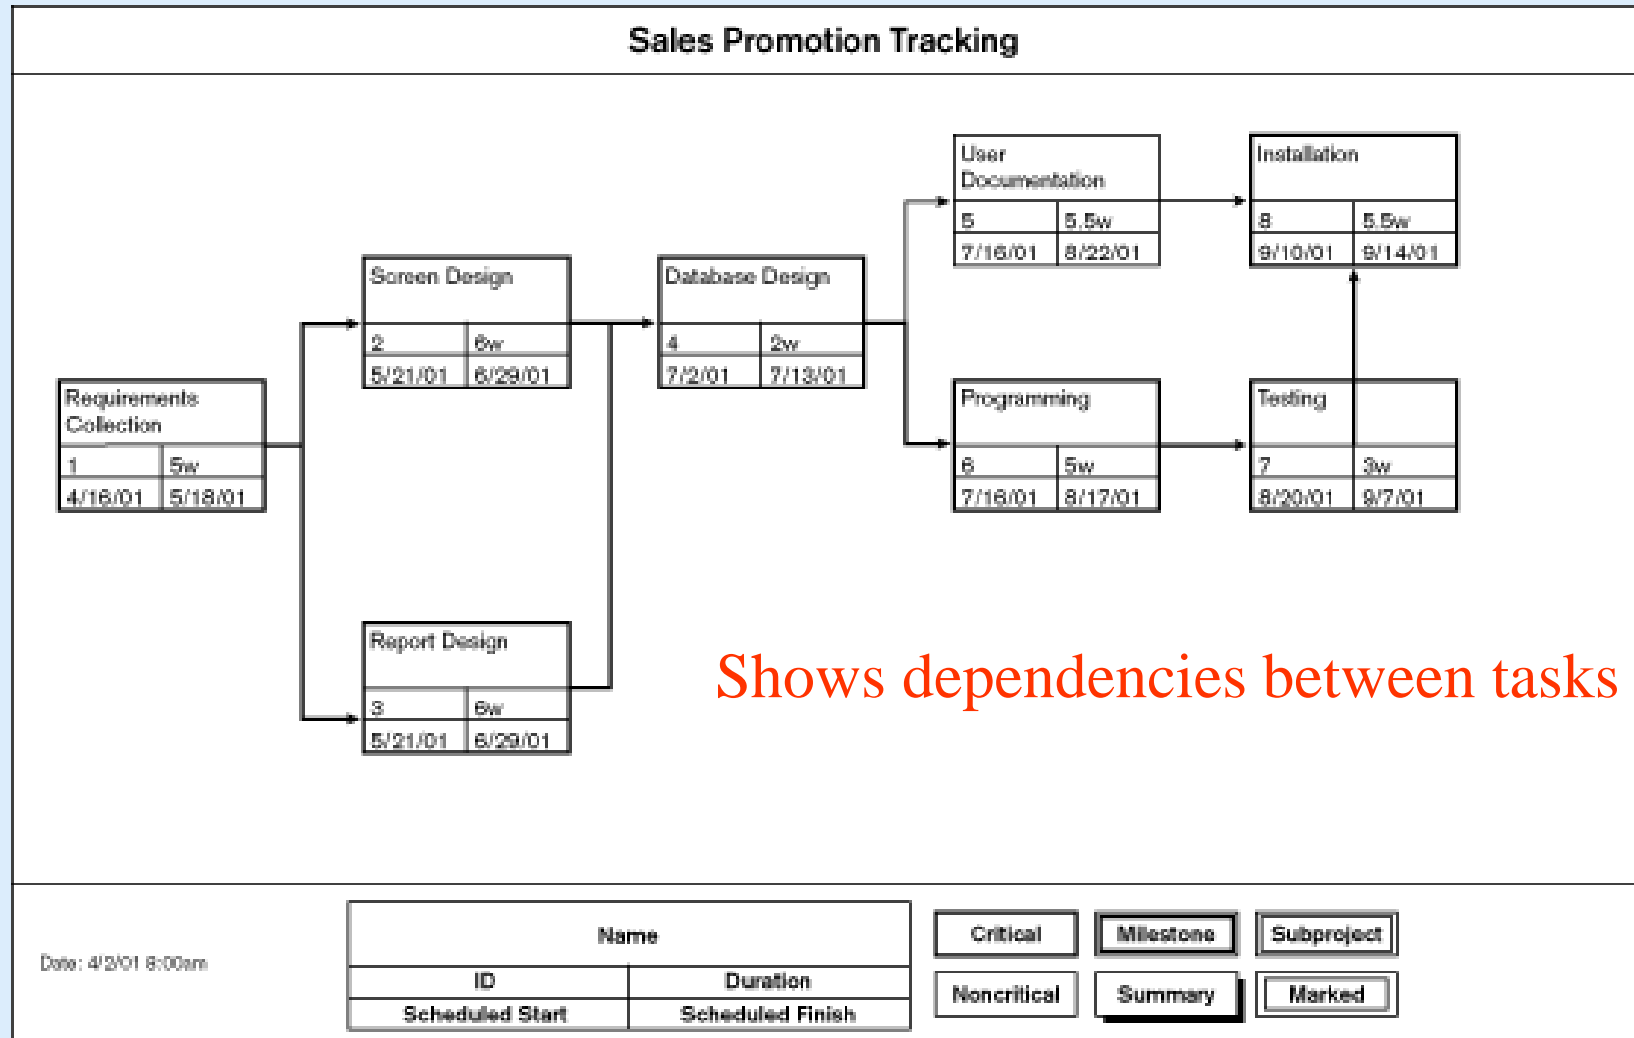 Sales Promotion Tracking
User
Documentation
5 5.5w
7/16/01 8/22/01
Installation
8 5.5w
9/10/01 9/14/01
Screen Design
2 6w
5/21/01 6/29/01
Database Design
4 2w
7/2/01 7/13/01
Requirements
Collection
1 5w
4/16/01 5/18/01
Programming
6 5w
7/16/01 8/17/01
Testing
7 3w
8/20/01 9/7/01
Report Design
3 6w
5/21/01 6/29/01
Shows dependencies between tasks
Date: 4/2/01 8:00am
Name
ID Duration
Scheduled Start Scheduled Finish
Critical Milestone Subproject
Noncritical Summary Marked